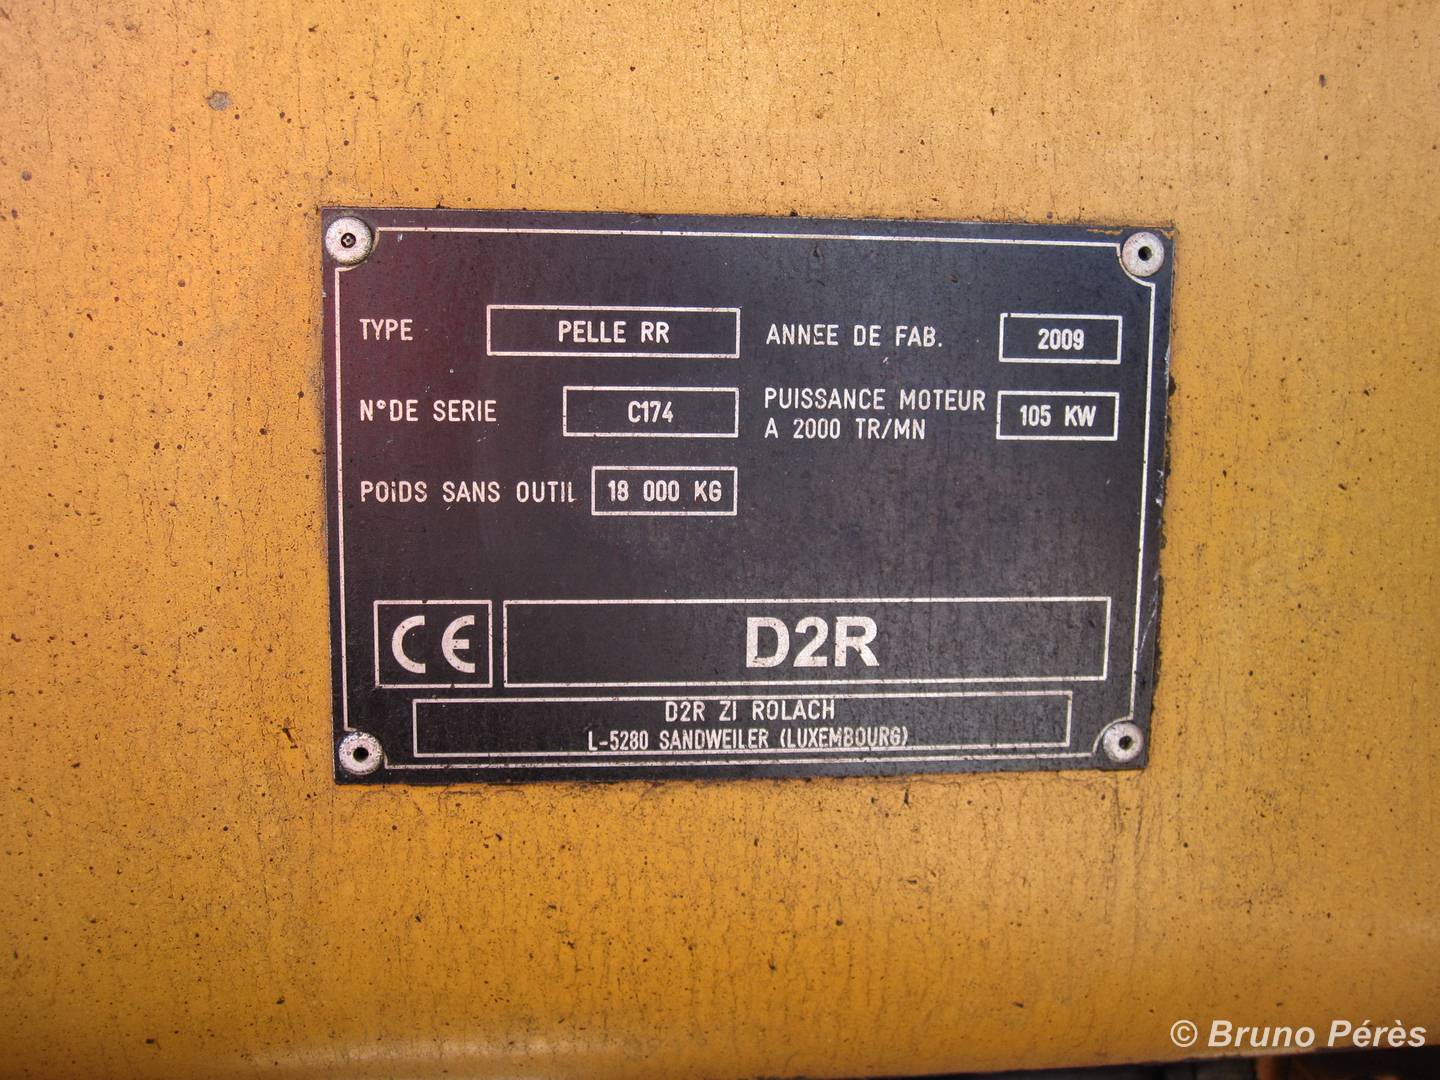 TYPE PELLE RR ANNEE DE FAB. 2009
N° DE SERIE C174 PUISSANCE MOTEUR
A 2000 TR/MN 105 KW
POiDS SANS OUTIL 18 000 KG
CE D2R
D2R ZI ROLACH
L-5280 SANDWEILER (LUXEMBOURG)
© Bruno Pérès